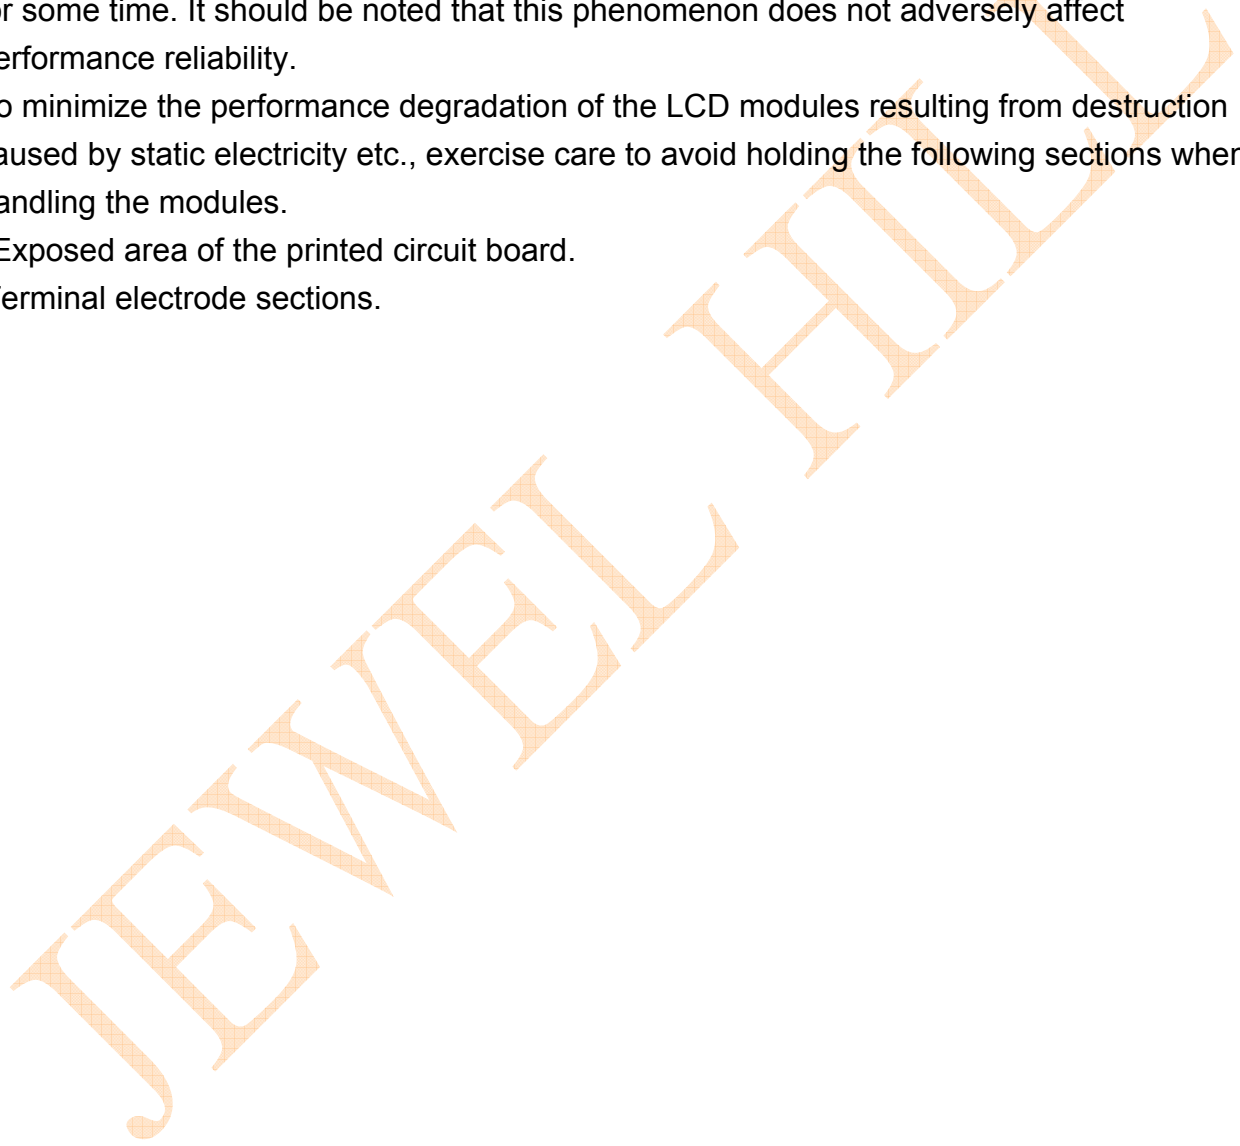 or some time. It should be noted that this phenomenon does not adversely affect
erformance reliability.
o minimize the performance degradation of the LCD modules resulting from destruction
aused by static electricity etc., exercise care to avoid holding the following sections when
andling the modules.
Exposed area of the printed circuit board.
Terminal electrode sections.
JEWEL HILL